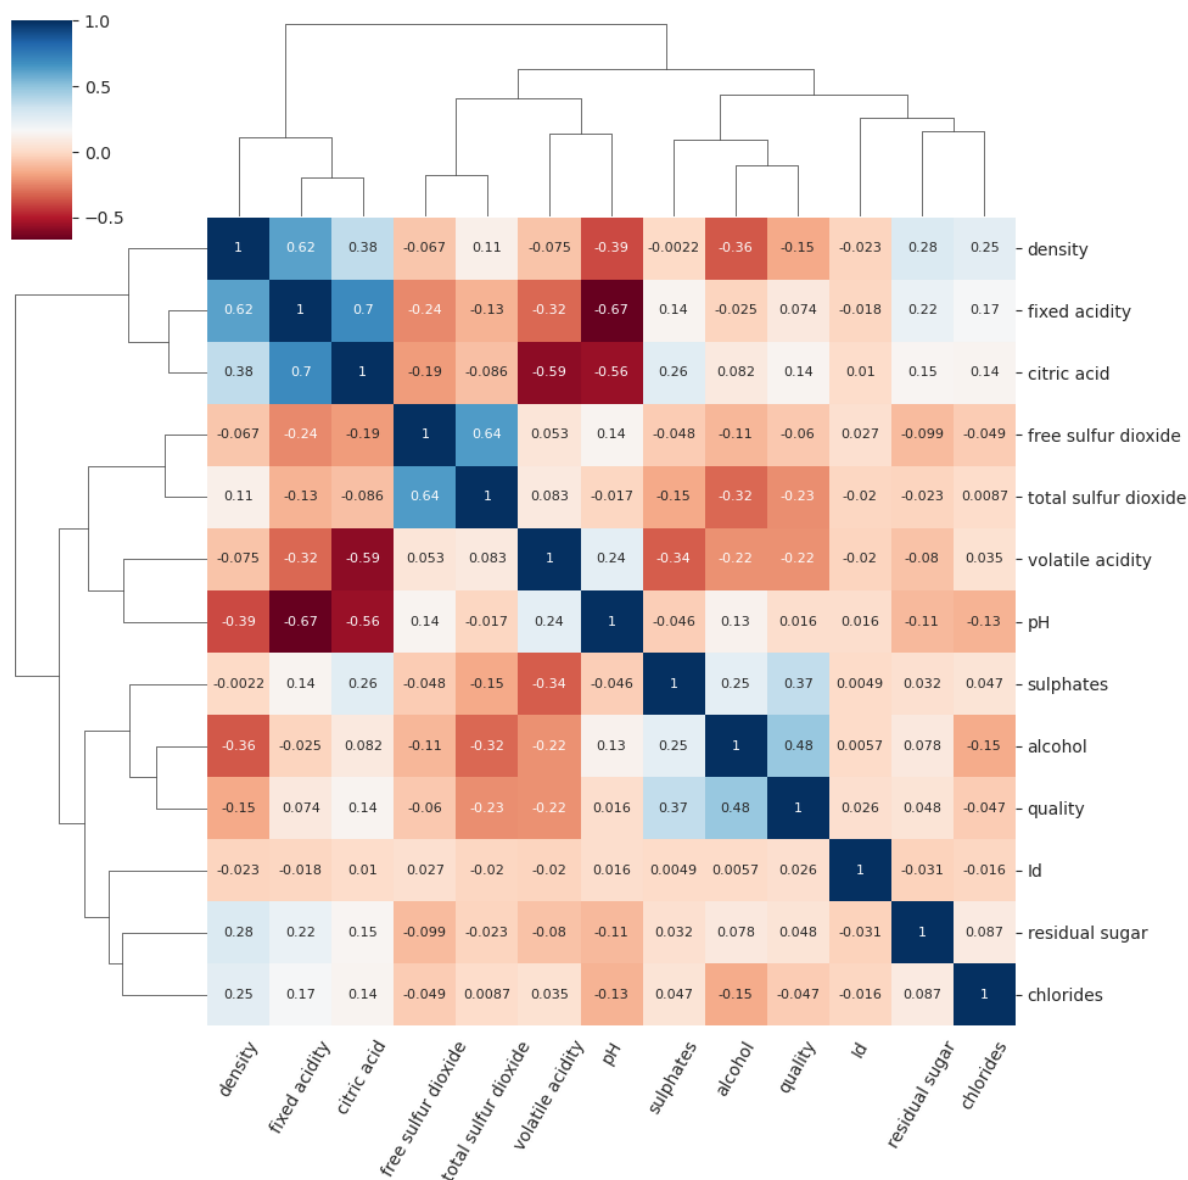 1.0
0.5
0.0
−0.5
1 0.62 0.38 -0.067 0.11 -0.075 -0.39 -0.0022 -0.36 -0.15 -0.023 0.28 0.25 density
0.62 1 0.7 -0.24 -0.13 -0.32 -0.67 0.14 -0.025 0.074 -0.018 0.22 0.17 fixed acidity
0.38 0.7 1 -0.19 -0.086 -0.59 -0.56 0.26 0.082 0.14 0.01 0.15 0.14 citric acid
-0.067 -0.24 -0.19 1 0.64 0.053 0.14 -0.048 -0.11 -0.06 0.027 -0.099 -0.049 free sulfur dioxide
0.11 -0.13 -0.086 0.64 1 0.083 -0.017 -0.15 -0.32 -0.23 -0.02 -0.023 0.0087 total sulfur dioxide
-0.075 -0.32 -0.59 0.053 0.083 1 0.24 -0.34 -0.22 -0.22 -0.02 -0.08 0.035 volatile acidity
-0.39 -0.67 -0.56 0.14 -0.017 0.24 1 -0.046 0.13 0.016 0.016 -0.11 -0.13 pH
-0.0022 0.14 0.26 -0.048 -0.15 -0.34 -0.046 1 0.25 0.37 0.0049 0.032 0.047 sulphates
-0.36 -0.025 0.082 -0.11 -0.32 -0.22 0.13 0.25 1 0.48 0.0057 0.078 -0.15 alcohol
-0.15 0.074 0.14 -0.06 -0.23 -0.22 0.016 0.37 0.48 1 0.026 0.048 -0.047 quality
-0.023 -0.018 0.01 0.027 -0.02 -0.02 0.016 0.0049 0.0057 0.026 1 -0.031 -0.016 Id
0.28 0.22 0.15 -0.099 -0.023 -0.08 -0.11 0.032 0.078 0.048 -0.031 1 0.087 residual sugar
0.25 0.17 0.14 -0.049 0.0087 0.035 -0.13 0.047 -0.15 -0.047 -0.016 0.087 1 chlorides
density
fixed acidity
citric acid
free sulfur dioxide
total sulfur dioxide
volatile acidity
pH
sulphates
alcohol
quality
Id
residual sugar
chlorides